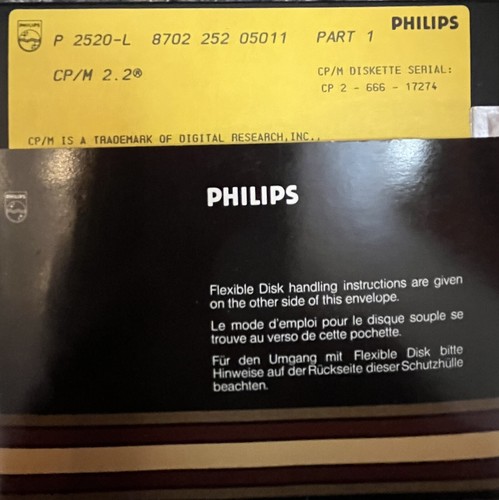 P 2520-L 8702 252 05011 PART 1 PHILIPS
CP/M 2.2® CP/M DISKETTE SERIAL:
CP 2 - 666 - 17274
CP/M IS A TRADEMARK OF DIGITAL RESEARCH,INC..
PHILIPS
Flexible Disk handling instructions are given
on the other side of this envelope.
Le mode d'emploi pour le disque souple se
trouve au verso de cette pochette.
Für den Umgang mit Flexible Disk bitte
Hinweise auf der Rückseite dieser Schutzhülle
beachten.